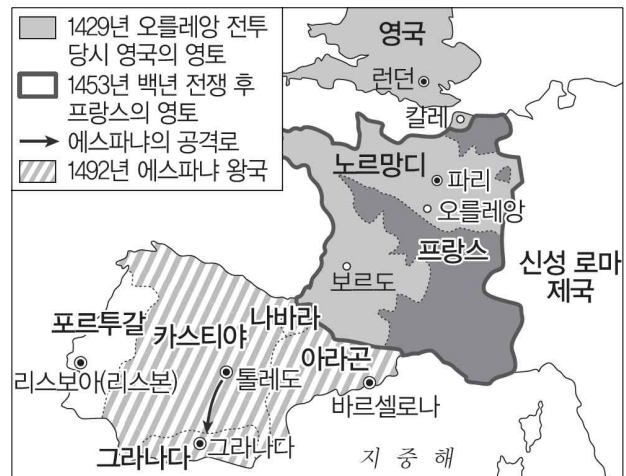 1429년 오를레앙 전투
당시 영국의 영토
1453년 백년 전쟁 후
프랑스의 영토
에스파냐의 공격로
1492년 에스파냐 왕국
영국
런던
칼레
노르망디
파리
오를레앙
프랑스
보르도
신성 로마
제국
나바라
포르투갈
카스티야
아라곤
리스보아(리스본)
톨레도
바르셀로나
그라나다
그라나다
지중해